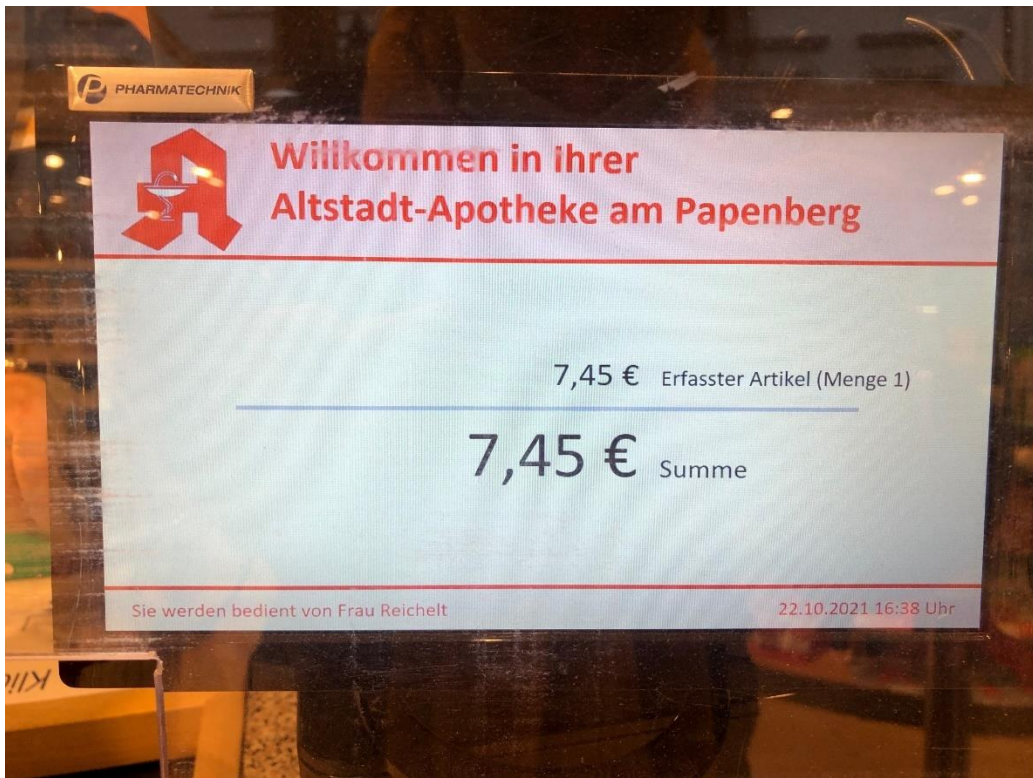 PHARMATECHNIK
Willkommen in Ihrer
Altstadt-Apotheke am Papenberg
7,45 € Erfasster Artikel (Menge 1)
7,45 € Summe
Sie werden bedient von Frau Reichelt
22.10.2021 16:38 Uhr